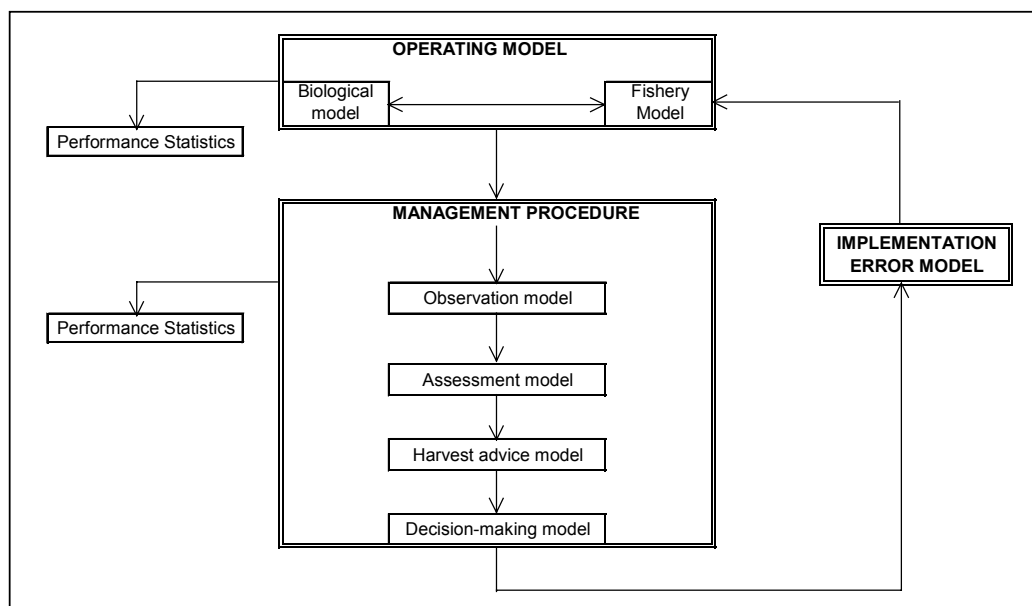 OPERATING MODEL
Biological
model
Fishery
Model
Performance Statistics
MANAGEMENT PROCEDURE
IMPLEMENTATION
ERROR MODEL
Observation model
Performance Statistics
Assessment model
Harvest advice model
Decision-making model